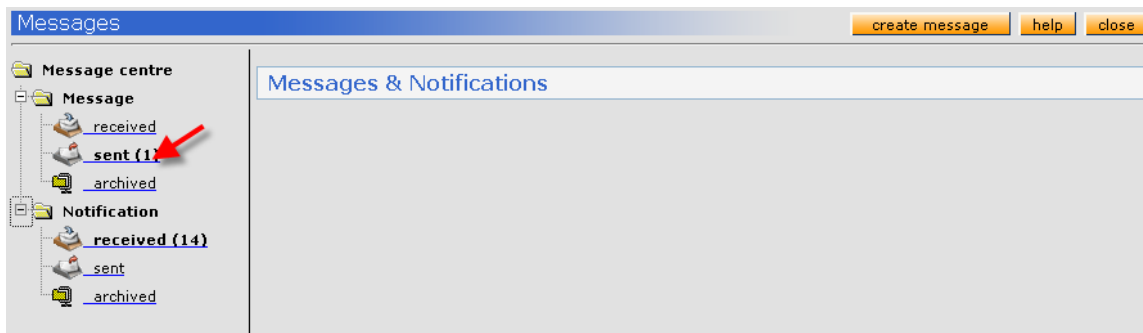 Messages
create message
help
close
Message centre
Message
received
sent (1)
archived
Notification
received (14)
sent
archived
Messages & Notifications